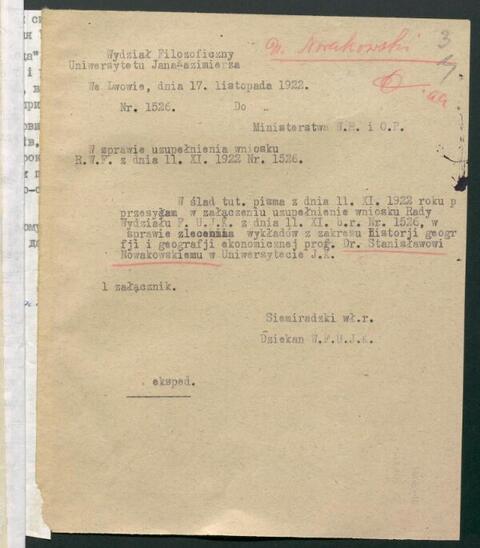 p. Nowakowski
3
Wydział Filozoficzny
Uniwersytetu Jana Kazimierza
We Lwowie, dnia 17. listopada 1922.
Nr. 1526. Do
Ministerstwa W.R. i O.P.
W sprawie uzupełnienia wniosku
R.W.F. z dnia 11. XI. 1922 Nr. 1526.
W ślad tut. pisma z dnia 11. XI. 1922 roku p
przesyłam w załączeniu uzupełnienie wniosku Rady
Wydziału F. U.J.K. z dnia 11. XI. b.r. Nr. 1526, w
sprawie zlecenia wykładów z zakresu historji geogr
fji i geografji ekonomicznej prof. Dr. Stanisławowi
Nowakowskiemu w Uniwersytecie J.K.
1 załącznik.
Siemiradzki wł.r.
Dziekan W.F.U.J.K.
eksped.